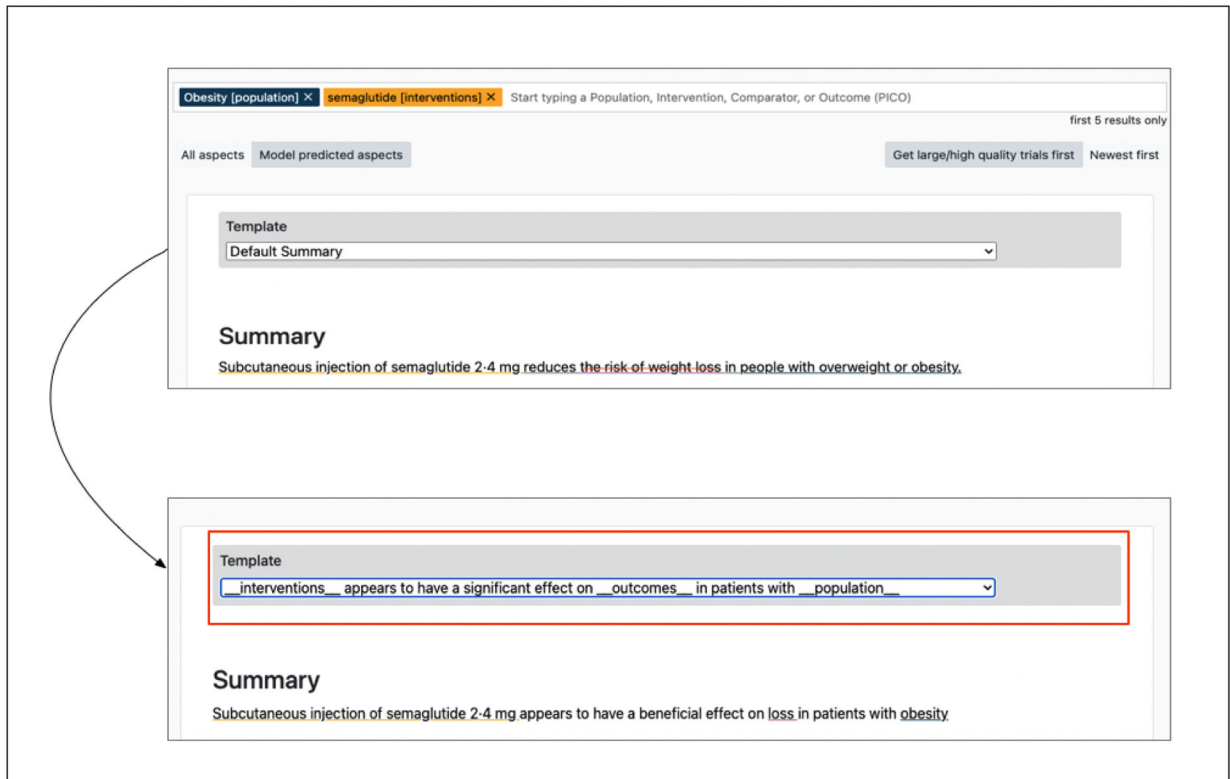 Obesity [population] × semaglutide [interventions] × Start typing a Population, Intervention, Comparator, or Outcome (PICO)
first 5 results only
All aspects Model predicted aspects Get large/high quality trials first Newest first
Template
Default Summary
Summary
Subcutaneous injection of semaglutide 2·4 mg reduces the risk of weight loss in people with overweight or obesity.
Template
__interventions__ appears to have a significant effect on __outcomes__ in patients with __population__
Summary
Subcutaneous injection of semaglutide 2·4 mg appears to have a beneficial effect on loss in patients with obesity